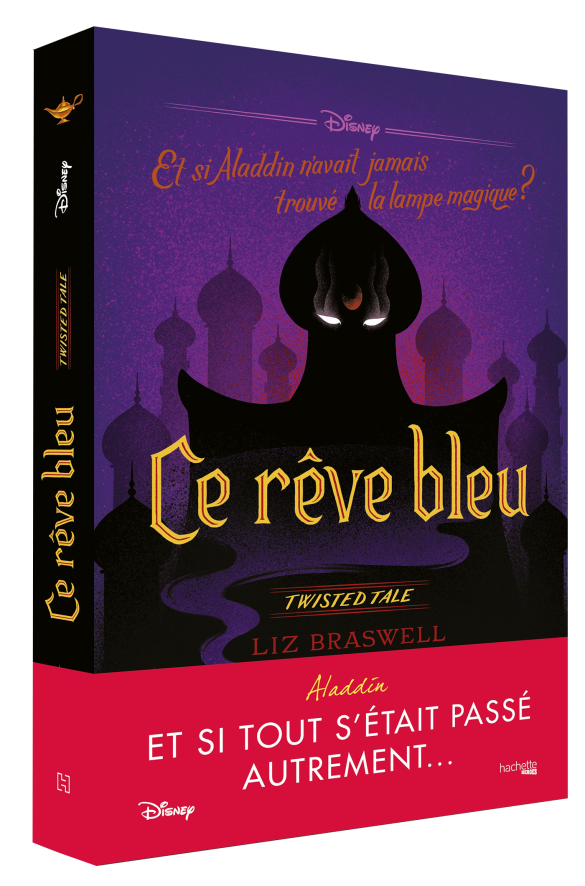 Disney
Et si Aladdin n'avait jamais
trouvé la lampe magique?
Ce rêve bleu
TWISTED TALE
LIZ BRASWELL
Aladdin
ET SI TOUT S'ÉTAIT PASSÉ
AUTREMENT...
Disney
hachette
HEROES
Disney
TWISTED TALE
Ce rêve bleu
H